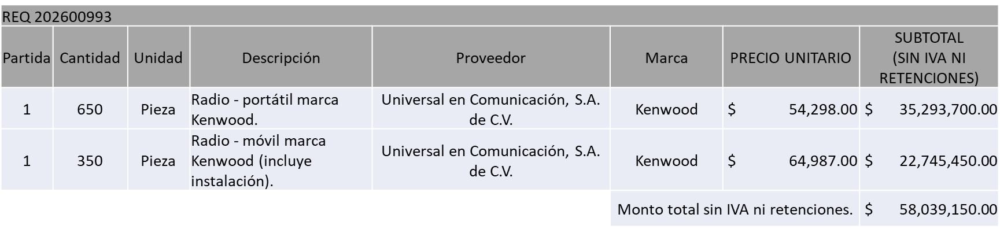 REQ 202600993
Partida Cantidad Unidad Descripción Proveedor Marca PRECIO UNITARIO SUBTOTAL
(SIN IVA NI
RETENCIONES)
1 650 Pieza Radio - portátil marca
Kenwood. Universal en Comunicación, S.A.
de C.V. Kenwood $ 54,298.00 $ 35,293,700.00
1 350 Pieza Radio - móvil marca
Kenwood (incluye
instalación). Universal en Comunicación, S.A.
de C.V. Kenwood $ 64,987.00 $ 22,745,450.00
Monto total sin IVA ni retenciones. $ 58,039,150.00